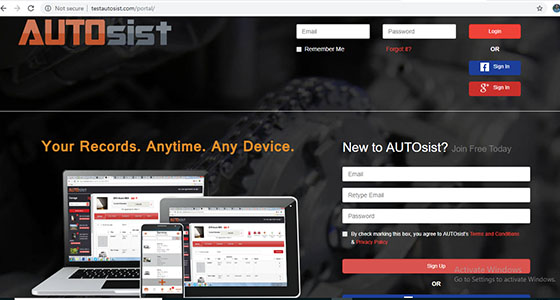 Not secure | testautosist.com/portal/
AUTOsist
Email Password Login
Remember Me Forgot it? OR
Sign In
Sign In
Your Records. Anytime. Any Device.
New to AUTOsist? Join Free Today
Email
Retype Email
Password
By check marking this box, you agree to AUTOsist's Terms and Conditions
& Privacy Policy
Sign Up
OR
Activate Windows
Go to Settings to activate Windows.